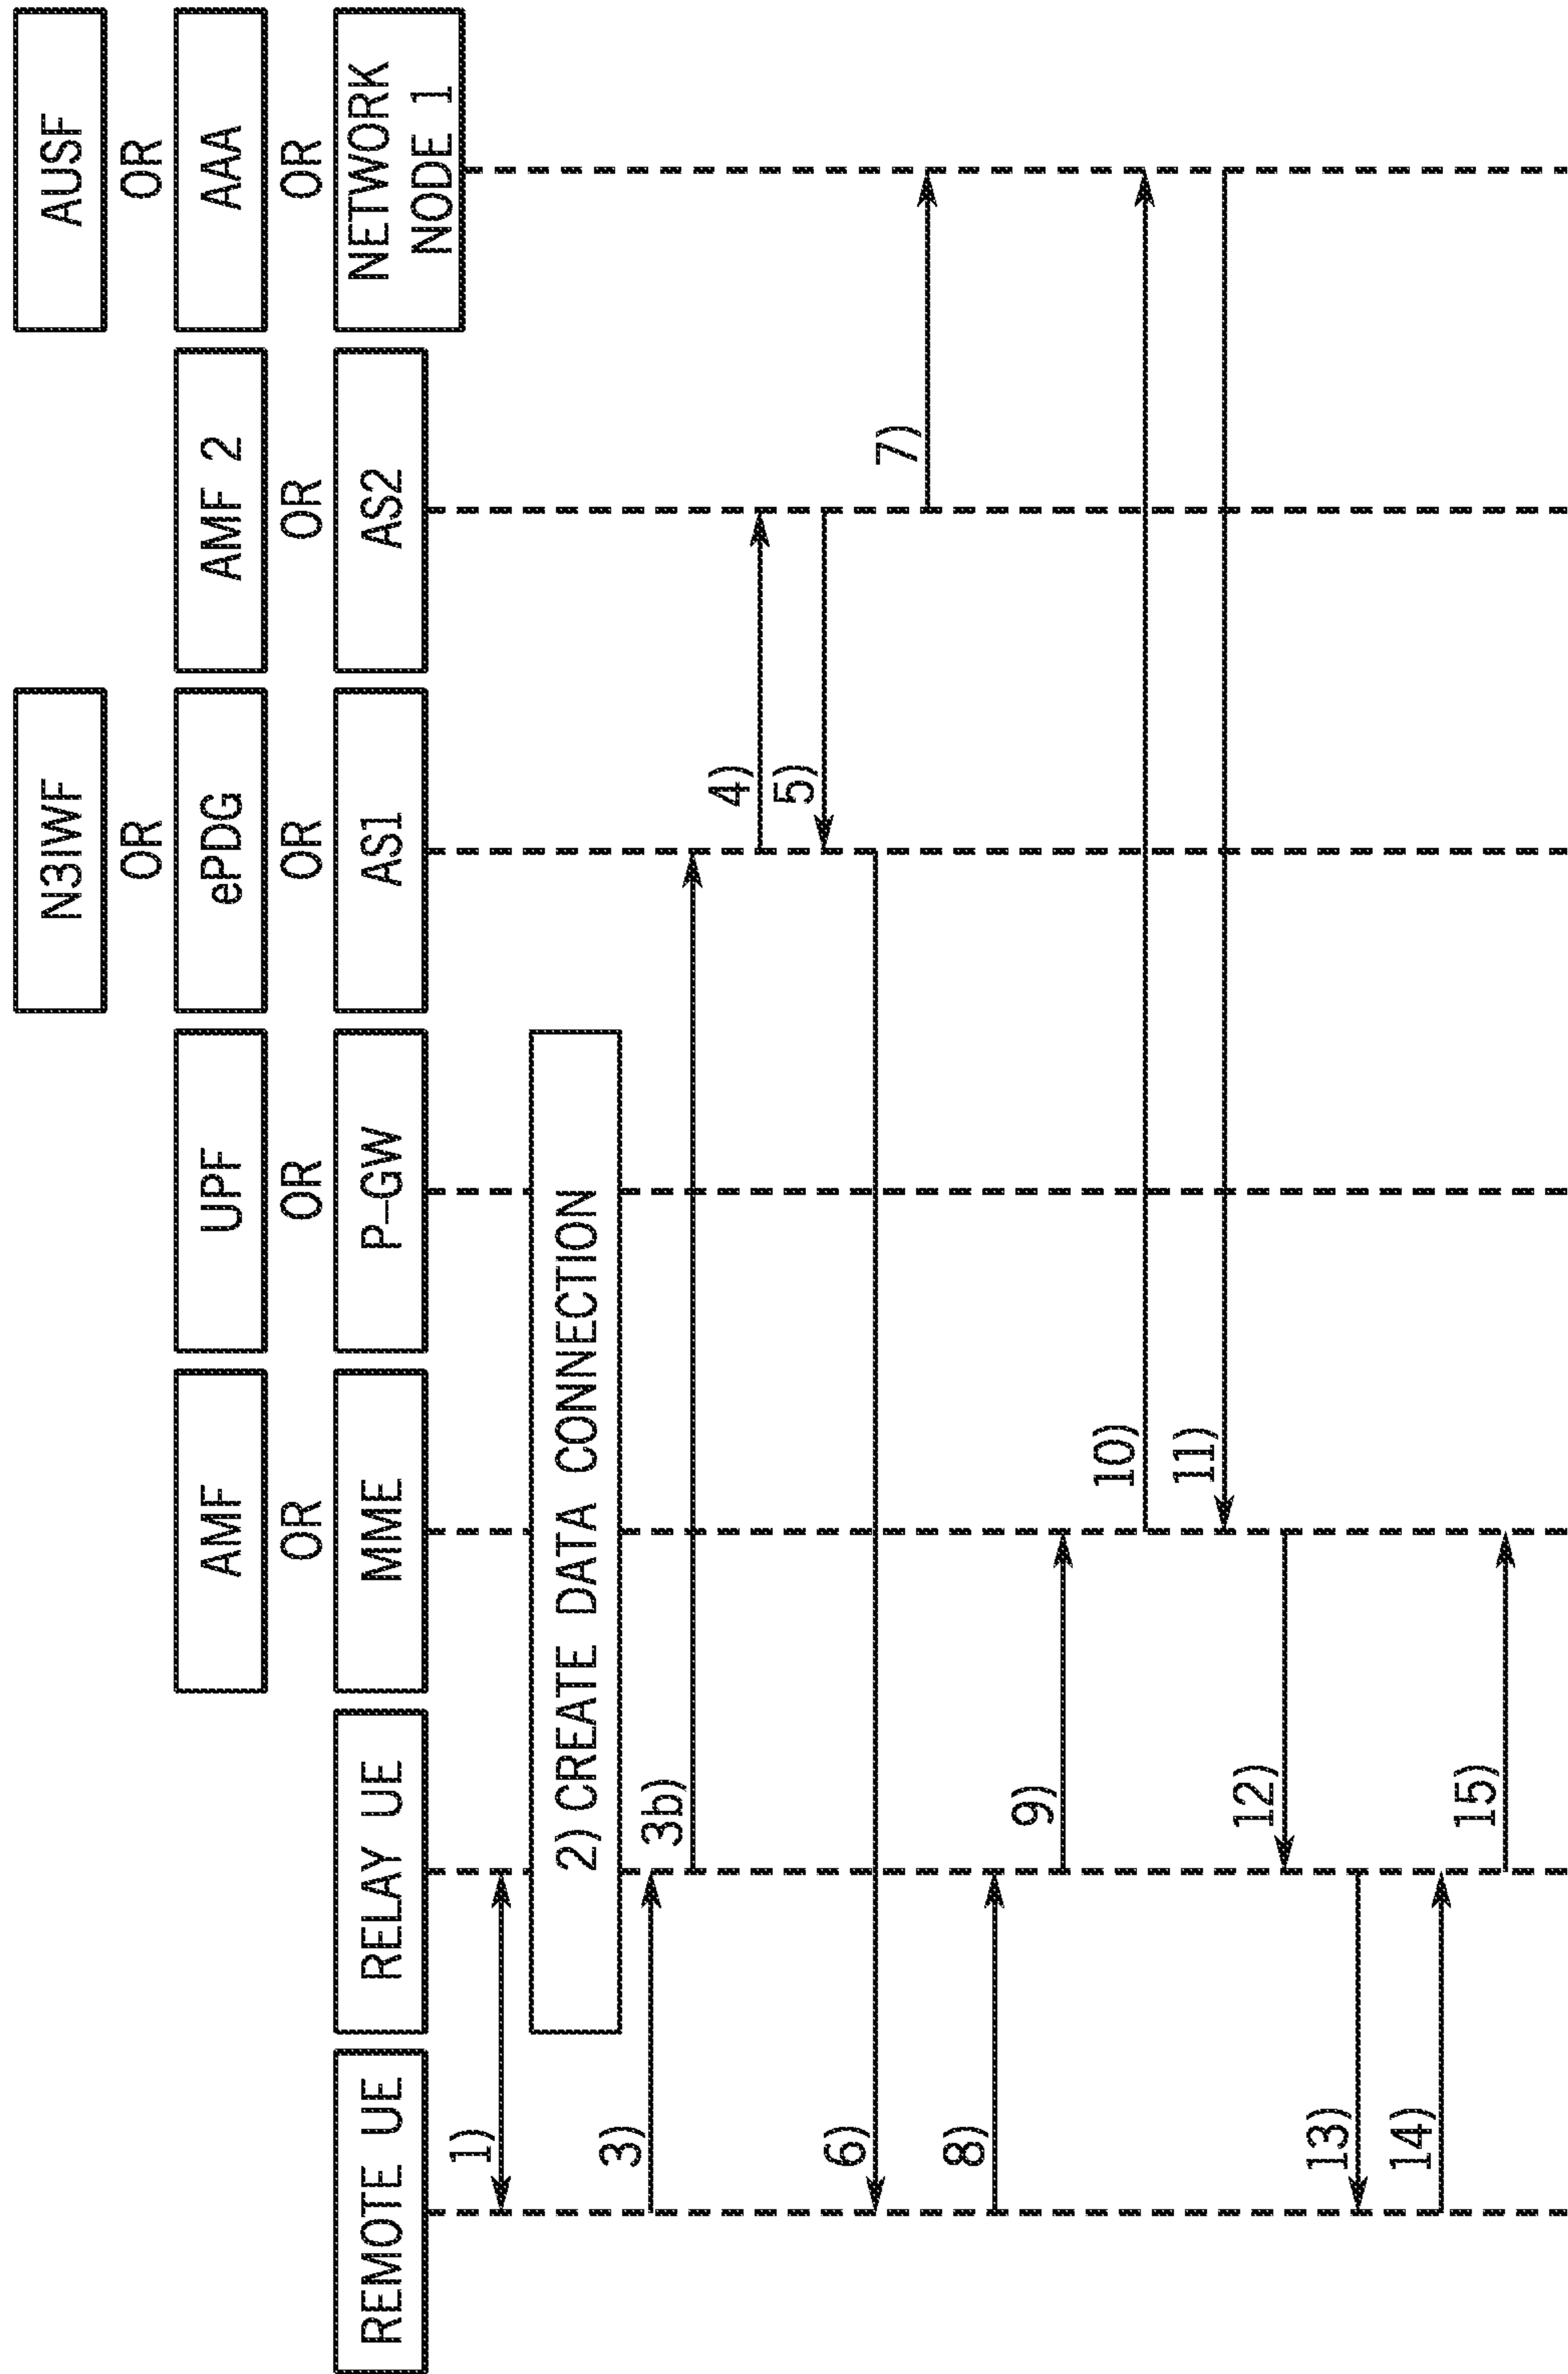 REMOTE UE
RELAY UE
AMF
OR
MME
UPF
OR
P-GW
N3IWF
OR
ePDG
OR
AS1
AMF 2
OR
AS2
AUSF
OR
AAA
OR
NETWORK
NODE 1
1)
2) CREATE DATA CONNECTION
3)
3b)
4)
5)
6)
7)
8)
9)
10)
11)
12)
13)
14)
15)